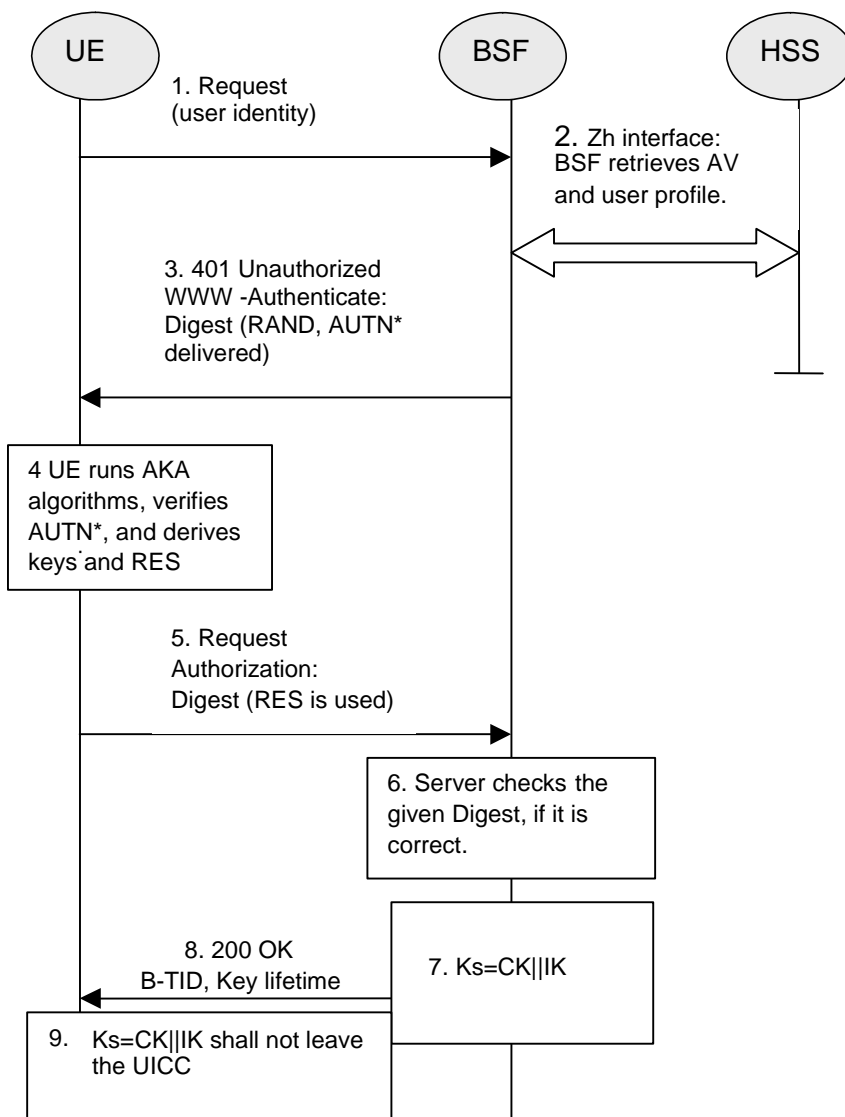 UE
BSF
HSS
1. Request
(user identity)
2. Zh interface:
BSF retrieves AV
and user profile.
3. 401 Unauthorized
WWW -Authenticate:
Digest (RAND, AUTN*
delivered)
4 UE runs AKA
algorithms, verifies
AUTN*, and derives
keys and RES
5. Request
Authorization:
Digest (RES is used)
6. Server checks the
given Digest, if it is
correct.
7. Ks=CK||IK
8. 200 OK
B-TID, Key lifetime
9. Ks=CK||IK shall not leave
the UICC